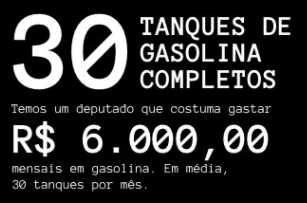 30 TANQUES DE
GASOLINA
COMPLETOS
Temos um deputado que costuma gastar
R$ 6.000,00
mensais em gasolina. Em média,
30 tanques por mês.